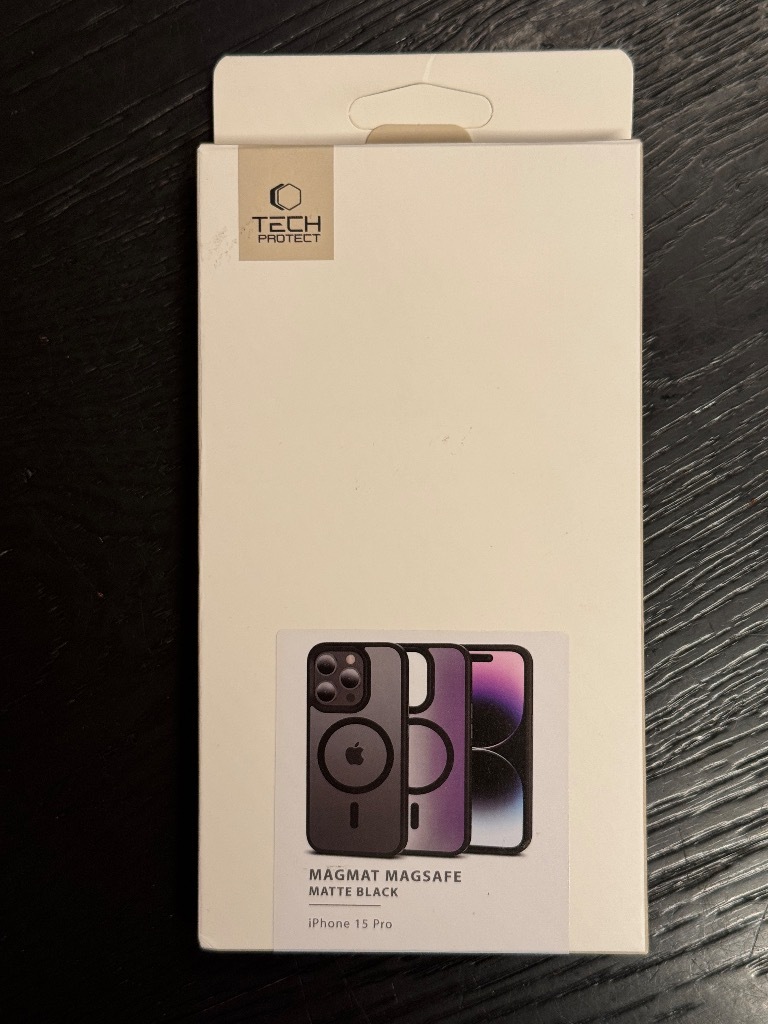 TECH
PROTECT
MAGMAT MAGSAFE
MATTE BLACK
iPhone 15 Pro